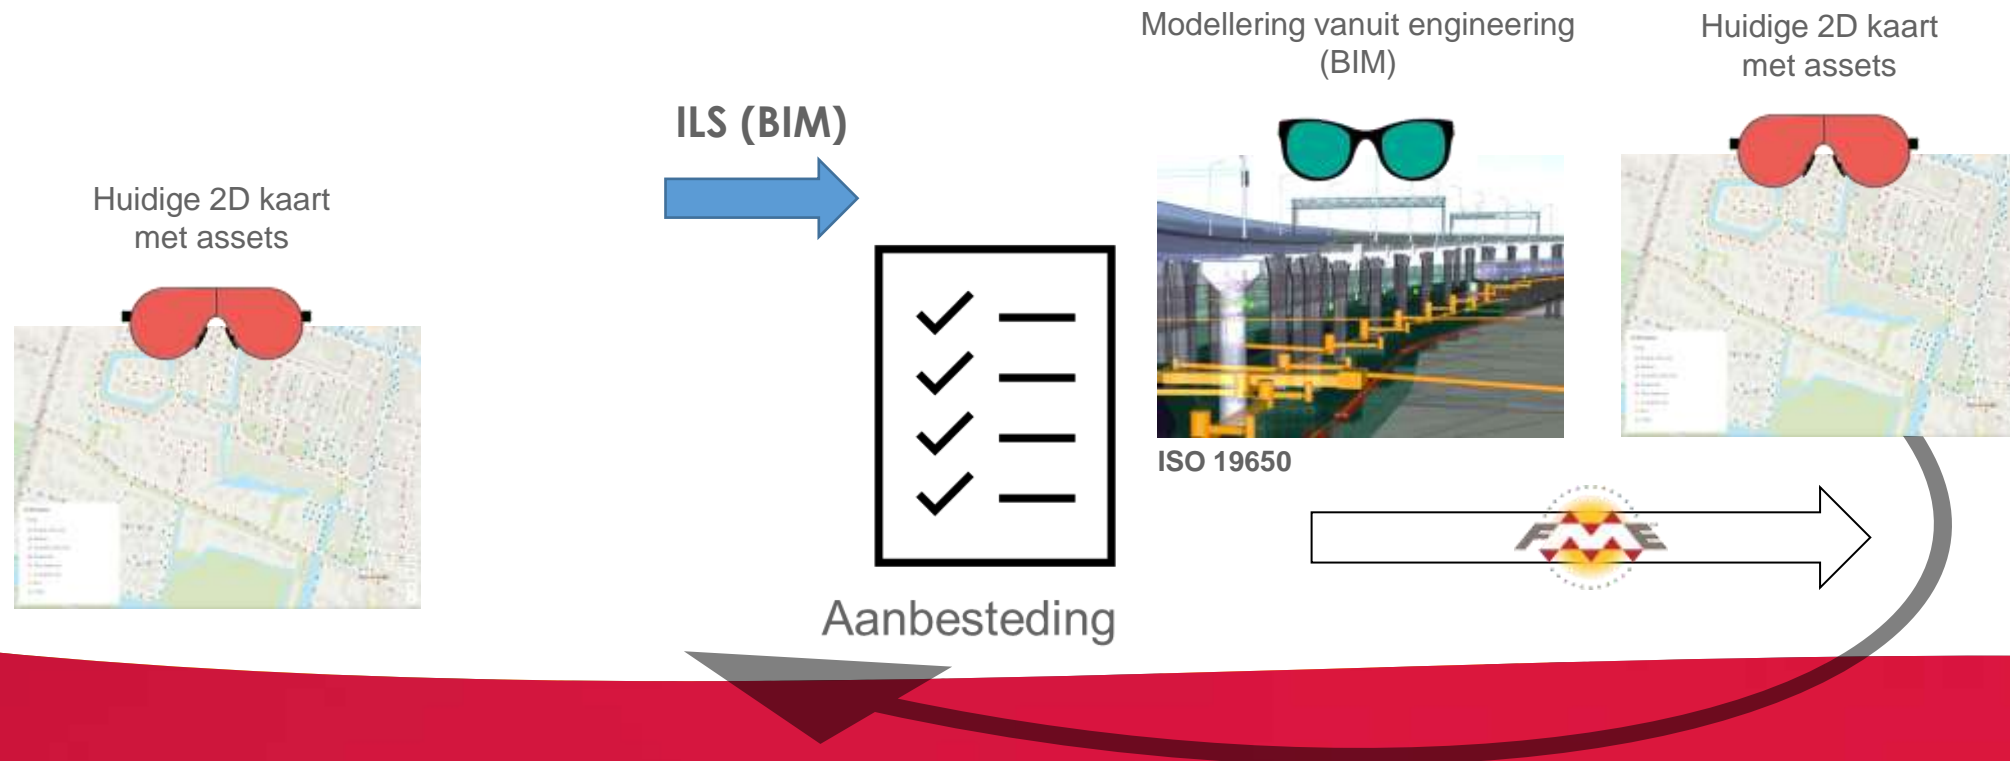 Huidige 2D kaart
met assets
ILS (BIM)
Aanbesteding
Modellering vanuit engineering
(BIM)
ISO 19650
Huidige 2D kaart
met assets
FME